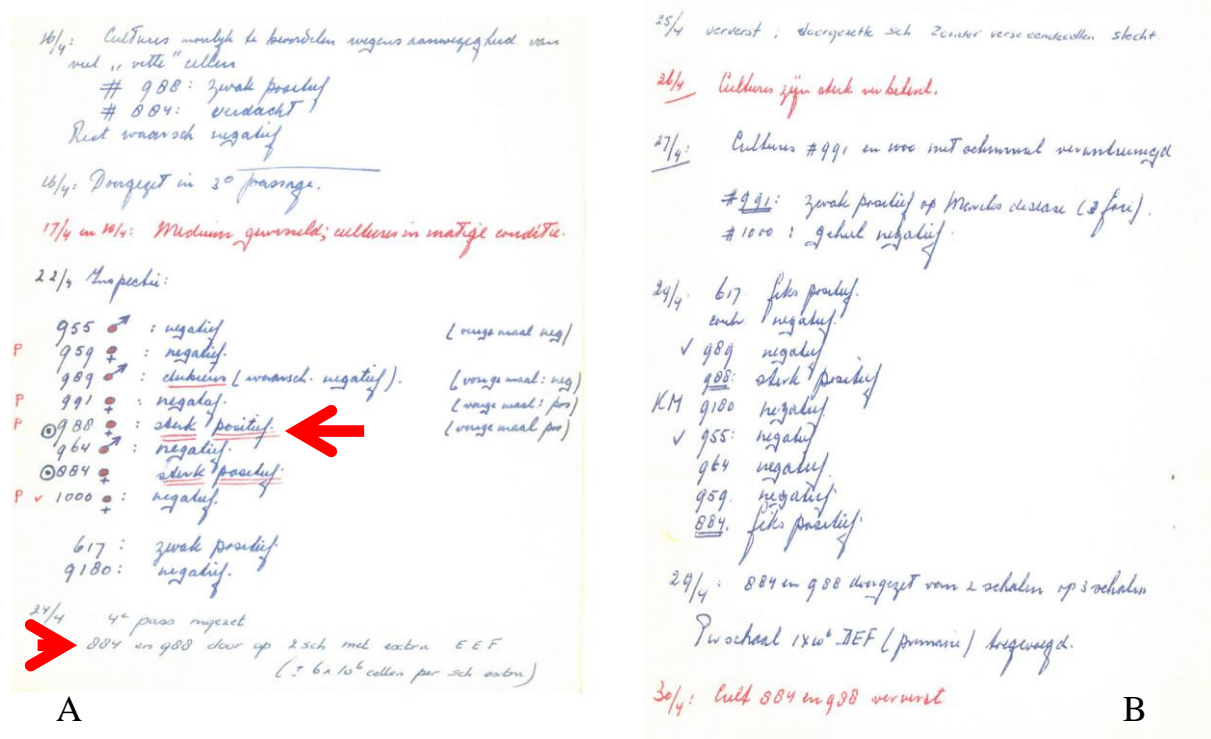 16/4: Cultures moeilijk te beoordelen wegens aanwezigheid van
veel "vette" cellen
# 988: zwak positief
# 884: verdacht
Rest waarsch negatief
16/4: Doorgezet in 3e passage.
17/4 en 18/4: Medium gewisseld; cultures in matige conditie.
22/4 Inspectie:
955 ♂ : negatief (vorige maal neg)
P 959 ♀ : negatief.
989 ♂ : dubieus (waarsch. negatief). (vorige maal: neg)
P 991 ♀ : negatief. (vorige maal: pos)
P 988 ♀ : sterk positief. (vorige maal pos)
964 ♂ : negatief.
884 ♀ : sterk positief.
P v 1000 ♀ : negatief.
617 : zwak positief.
9180 : negatief.
24/4 4e pass ingezet
884 en 988 door op 2 sch met extra E.E.F
(± 6 x 10⁶ cellen per sch extra)
A
25/4 ververst ; doorgezette sch zonder verse eendecellen slecht.
26/4 Cultures zijn sterk verbeterd.
27/4: Cultures #991 en 1000 met schimmel verontreinigd
#991: zwak positief op Mareks disease (2 foci).
#1000 : geheel negatief.
29/4. 617 fiks positief.
contr. negatief.
✓ 989 negatief
988: sterk positief
KM 9180 negatief.
✓ 955: negatief
964 negatief.
959. negatief.
884. fiks positief.
29/4: 884 en 988 doorgezet van 2 schalen op 3 schalen
Per schaal 1x10⁶ DEF (primaire) toegevoegd.
30/4: Cult 884 en 988 ververst
B